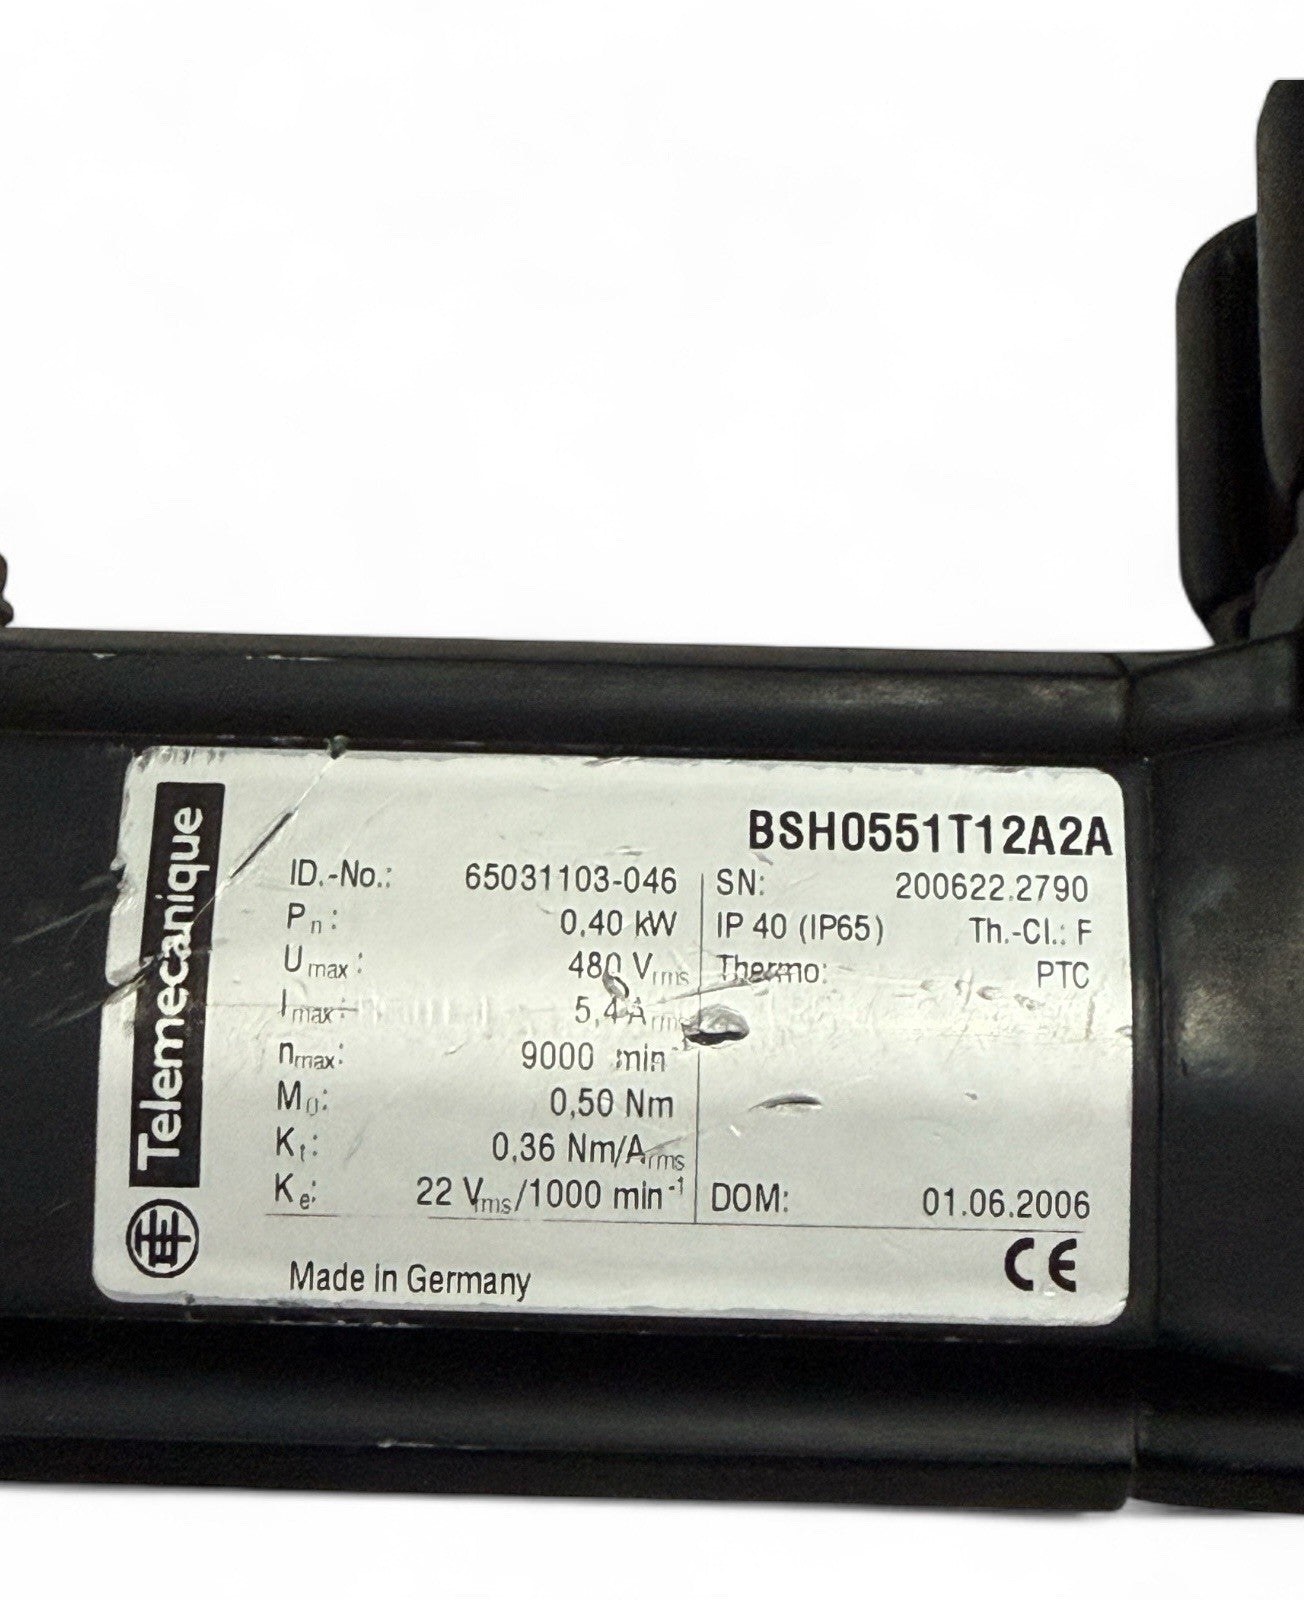 Telemecanique
BSH0551T12A2A
ID.-No.: 65031103-046
Pn: 0,40 kW
Umax: 480 Vrms
Imax: 5,4 Arms
nmax: 9000 min-1
M0: 0,50 Nm
Kt: 0,36 Nm/Arms
Ke: 22 Vrms/1000 min-1
SN: 200622.2790
IP 40 (IP65) Th.-Cl.: F
Thermo: PTC
DOM: 01.06.2006
Made in Germany
CE